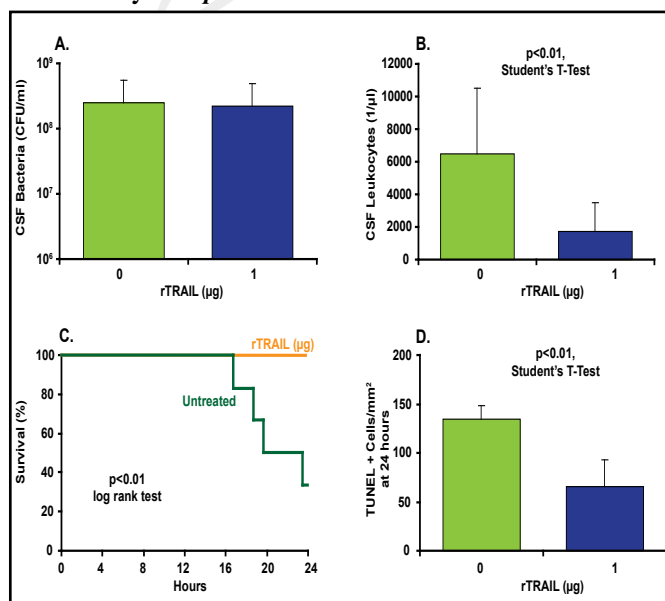 A.
10⁹
10⁸
10⁷
10⁶
CSF Bacteria (CFU/ml)
0
1
rTRAIL (µg)
B.
p<0.01,
Student's T-Test
12000
10000
8000
6000
4000
2000
0
CSF Leukocytes (1/µl)
0
1
rTRAIL (µg)
C.
100
80
60
40
20
0
Survival (%)
rTRAIL (µg)
Untreated
p<0.01
log rank test
0 4 8 12 16 20 24
Hours
D.
p<0.01,
Student's T-Test
200
150
100
50
0
TUNEL + Cells/mm²
at 24 hours
0
1
rTRAIL (µg)